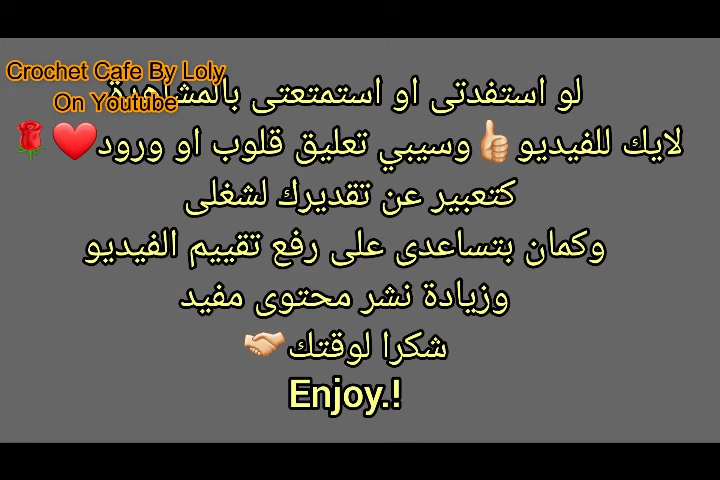 Crochet Cafe By Loly
On Youtube
لو استفدتى او استمتعتى بالمشاهدة
لايك للفيديو👍🏻وسيبي تعليق قلوب او ورود❤️🌹
كتعبير عن تقديرك لشغلى
وكمان بتساعدى على رفع تقييم الفيديو
وزيادة نشر محتوى مفيد
شكرا لوقتك🤝🏻
Enjoy.!